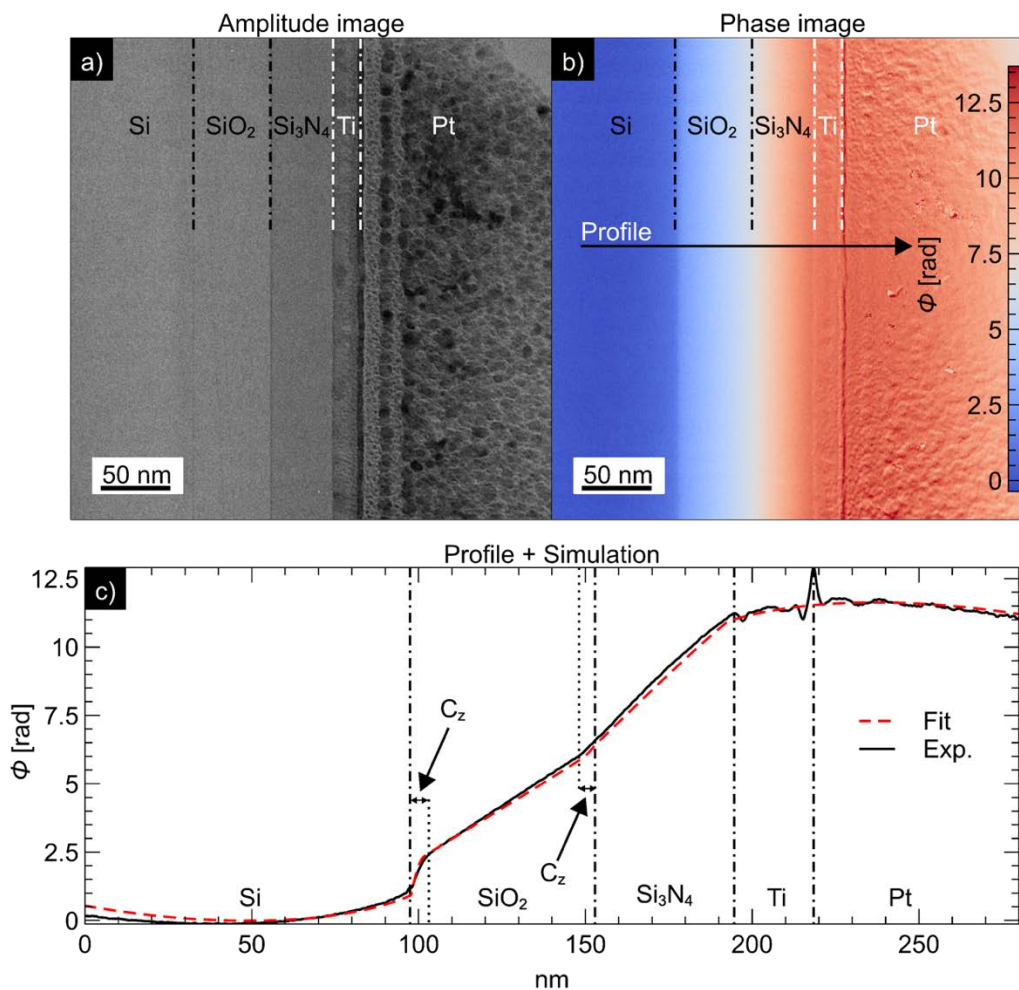 Amplitude image
Phase image
a)
Si
SiO₂
Si₃N₄
Ti
Pt
50 nm
b)
Si
SiO₂
Si₃N₄
Ti
Pt
Profile
50 nm
12.5
10
7.5
5
2.5
0
Φ [rad]
Profile + Simulation
c)
12.5
10
7.5
5
2.5
0
Φ [rad]
C_z
C_z
Fit
Exp.
Si
SiO₂
Si₃N₄
Ti
Pt
0
50
100
150
200
250
nm